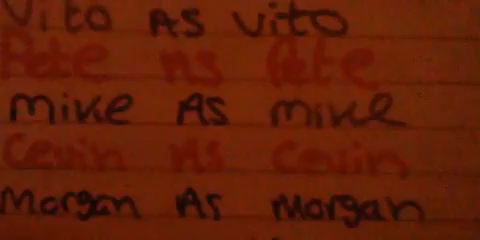 Vito As Vito
Pete As Pete
Mike As Mike
Cevin As Cevin
Morgan As Morgan